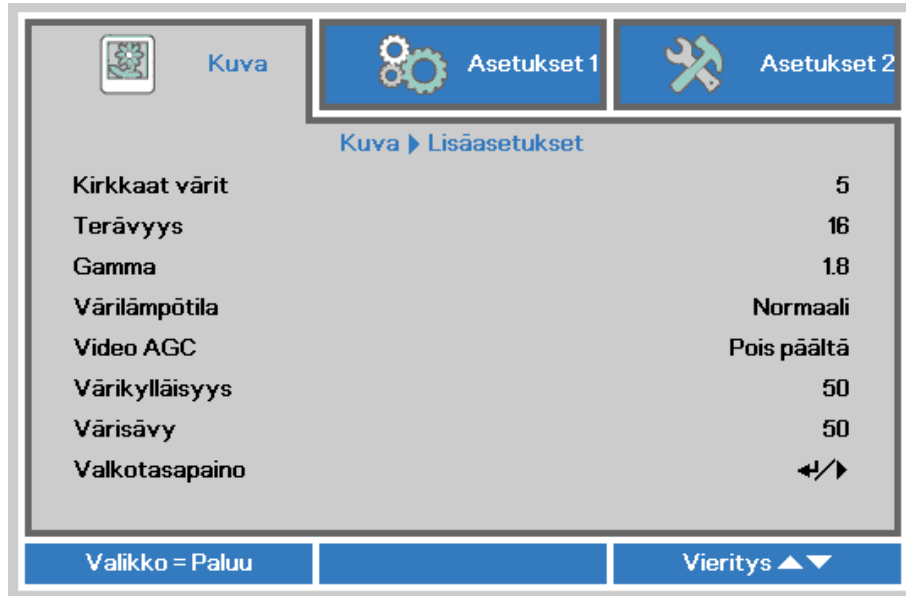 Kuva
Asetukset 1
Asetukset 2
Kuva ▶ Lisäasetukset
Kirkkaat värit 5
Terävyys 16
Gamma 1.8
Värilämpötila Normaali
Video AGC Pois päältä
Värikylläisyys 50
Värisävy 50
Valkotasapaino ↵/▶
Valikko = Paluu
Vieritys ▲▼